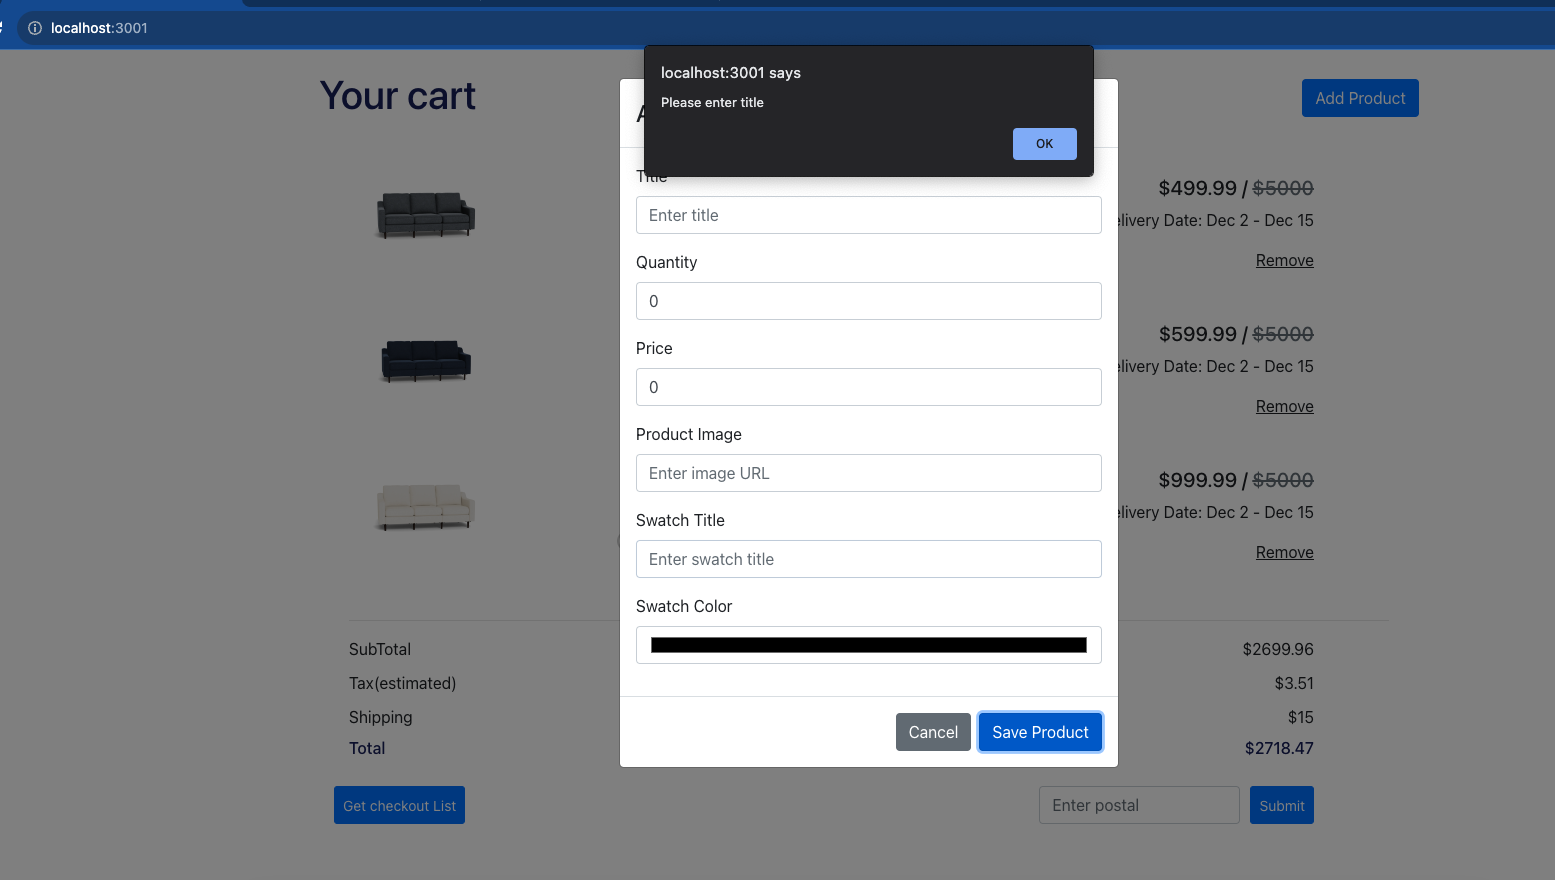 localhost:3001
localhost:3001 says
Please enter title
OK
Your cart
Add Product
Title
Enter title
Quantity
0
Price
0
Product Image
Enter image URL
Swatch Title
Enter swatch title
Swatch Color
Cancel
Save Product
$499.99 / $5000
elivery Date: Dec 2 - Dec 15
Remove
$599.99 / $5000
elivery Date: Dec 2 - Dec 15
Remove
$999.99 / $5000
elivery Date: Dec 2 - Dec 15
Remove
SubTotal $2699.96
Tax(estimated) $3.51
Shipping $15
Total $2718.47
Get checkout List
Enter postal
Submit